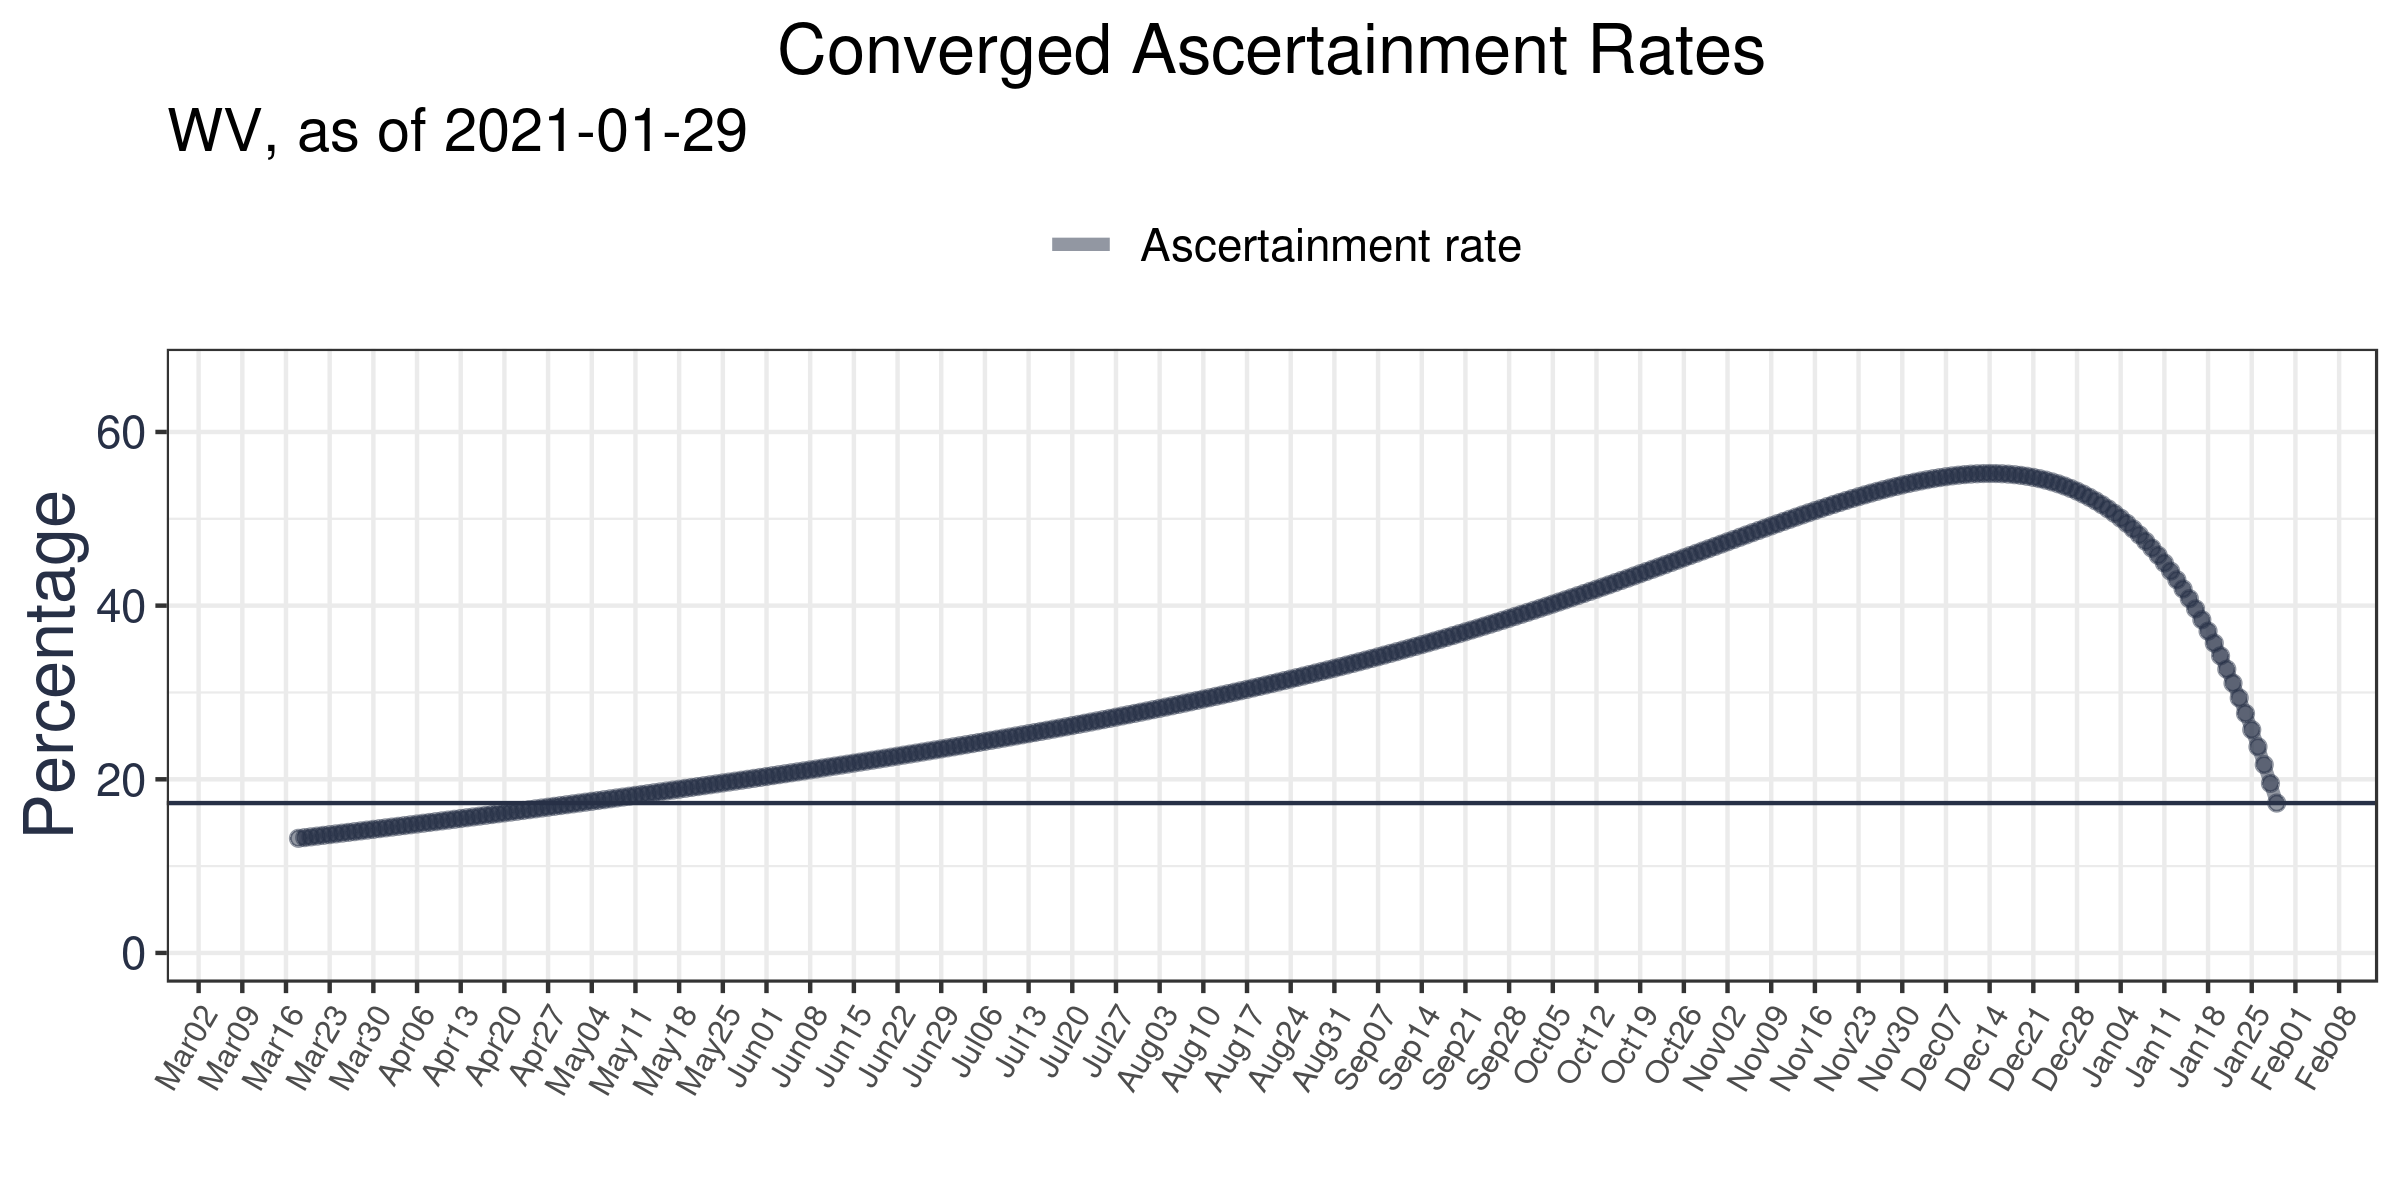 Converged Ascertainment Rates
WV, as of 2021-01-29
Ascertainment rate
Percentage
60
40
20
0
Mar02
Mar09
Mar16
Mar23
Mar30
Apr06
Apr13
Apr20
Apr27
May04
May11
May18
May25
Jun01
Jun08
Jun15
Jun22
Jun29
Jul06
Jul13
Jul20
Jul27
Aug03
Aug10
Aug17
Aug24
Aug31
Sep07
Sep14
Sep21
Sep28
Oct05
Oct12
Oct19
Oct26
Nov02
Nov09
Nov16
Nov23
Nov30
Dec07
Dec14
Dec21
Dec28
Jan04
Jan11
Jan18
Jan25
Feb01
Feb08